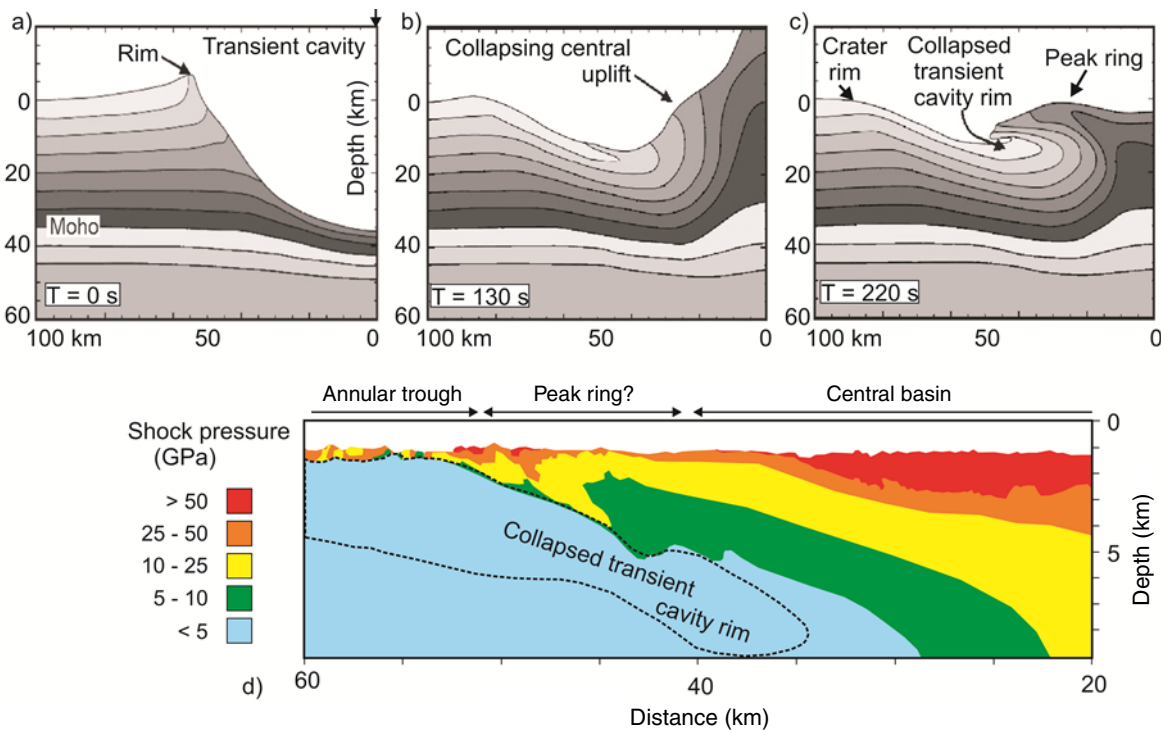 a)
Rim
Transient cavity
0
20
40
60
Depth (km)
Moho
T = 0 s
100 km
50
0
b)
Collapsing central
uplift
0
20
40
60
T = 130 s
100 km
50
0
c)
Crater
rim
Collapsed
transient
cavity rim
Peak ring
0
20
40
60
T = 220 s
100 km
50
0
Annular trough
Peak ring?
Central basin
Shock pressure
(GPa)
> 50
25 - 50
10 - 25
5 - 10
< 5
Collapsed transient
cavity rim
0
5
Depth (km)
d)
60
40
20
Distance (km)